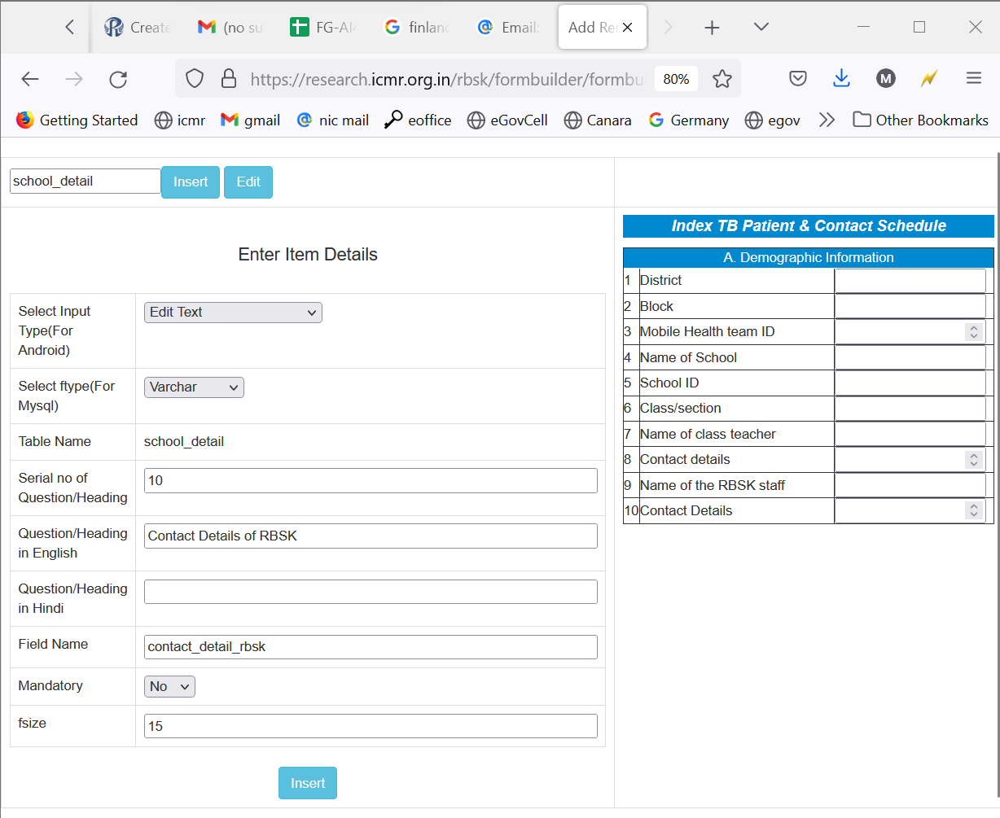 Create
(no su
FG-AI
finland
Email:
Add Re
https://research.icmr.org.in/rbsk/formbuilder/formbu
80%
M
Getting Started
icmr
gmail
nic mail
eoffice
eGovCell
Canara
Germany
egov
Other Bookmarks
school_detail
Insert
Edit
Enter Item Details
Select Input
Type(For
Android)
Edit Text
Select ftype(For
Mysql)
Varchar
Table Name
school_detail
Serial no of
Question/Heading
10
Question/Heading
in English
Contact Details of RBSK
Question/Heading
in Hindi
Field Name
contact_detail_rbsk
Mandatory
No
fsize
15
Insert
Index TB Patient & Contact Schedule
A. Demographic Information
1 District
2 Block
3 Mobile Health team ID
4 Name of School
5 School ID
6 Class/section
7 Name of class teacher
8 Contact details
9 Name of the RBSK staff
10 Contact Details